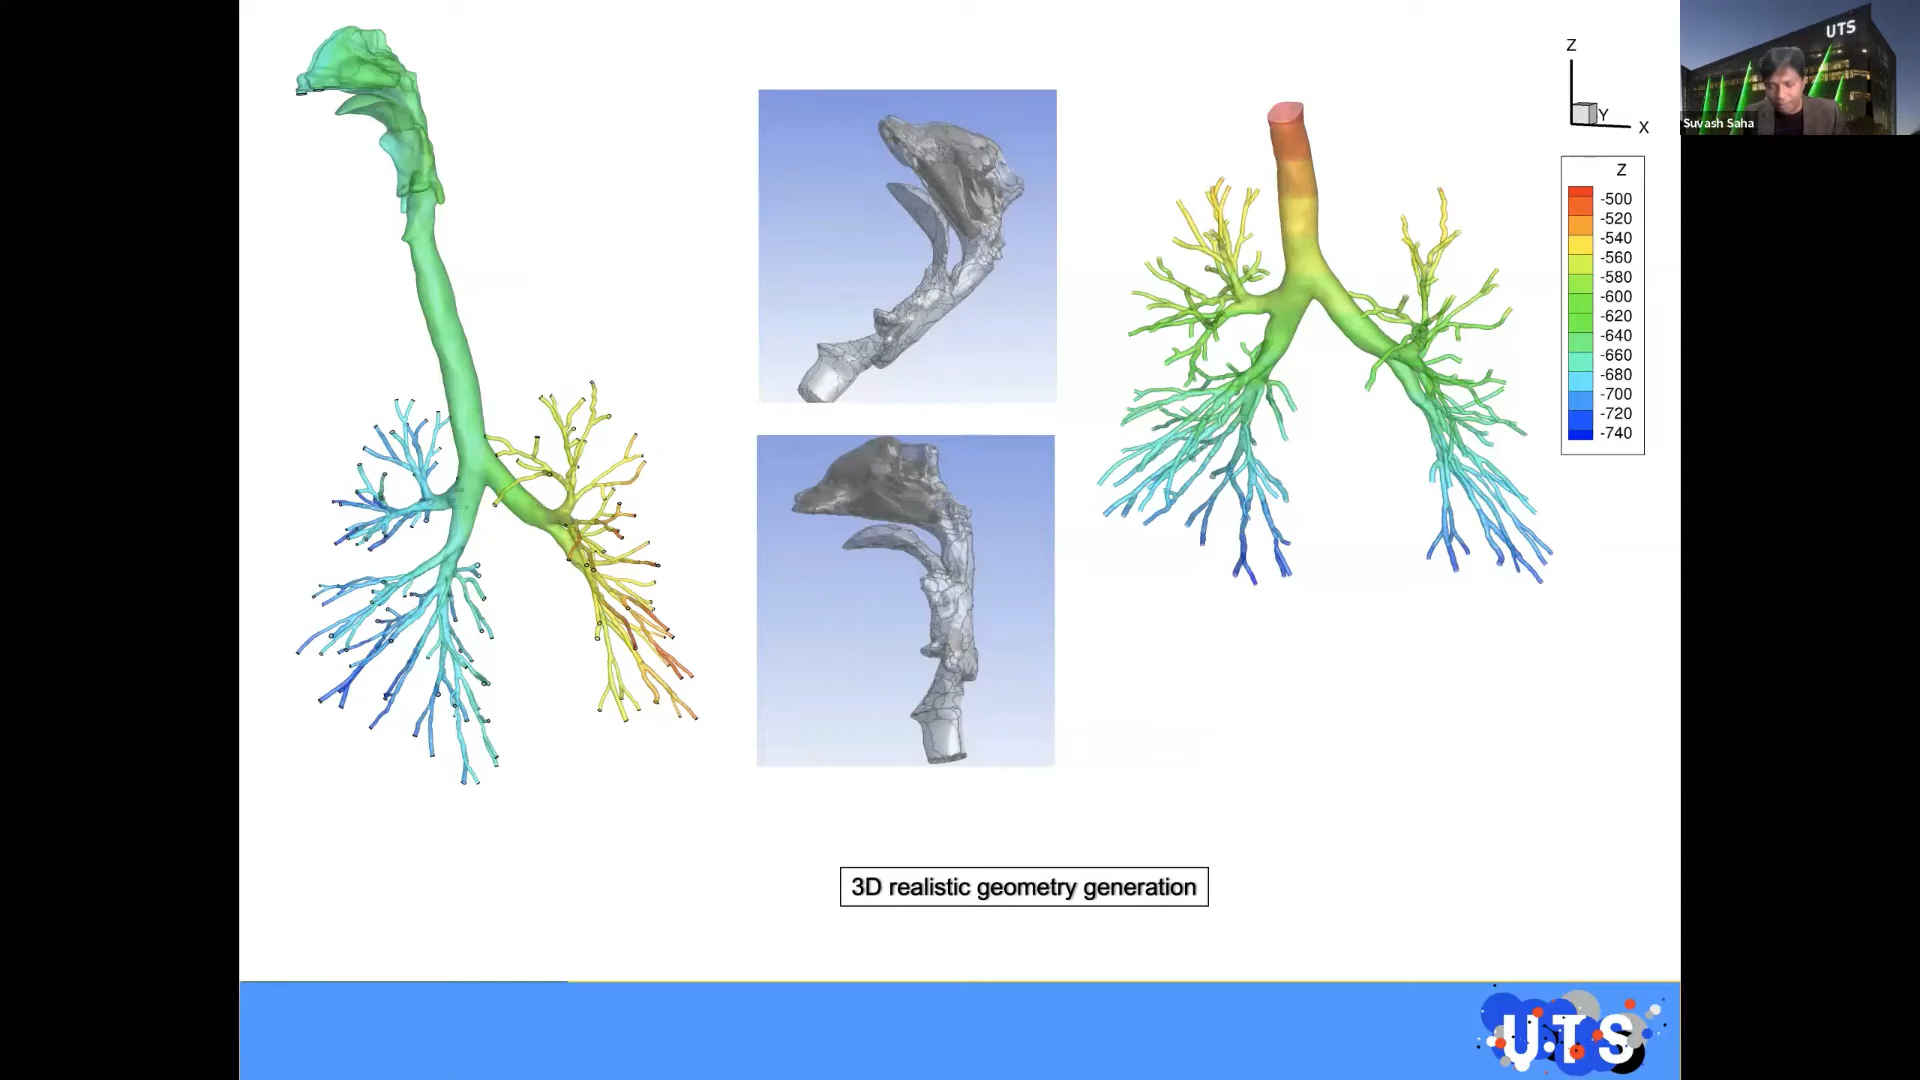 UTS
Suvash Saha
Z
Y
X
Z
-500
-520
-540
-560
-580
-600
-620
-640
-660
-680
-700
-720
-740
3D realistic geometry generation
UTS